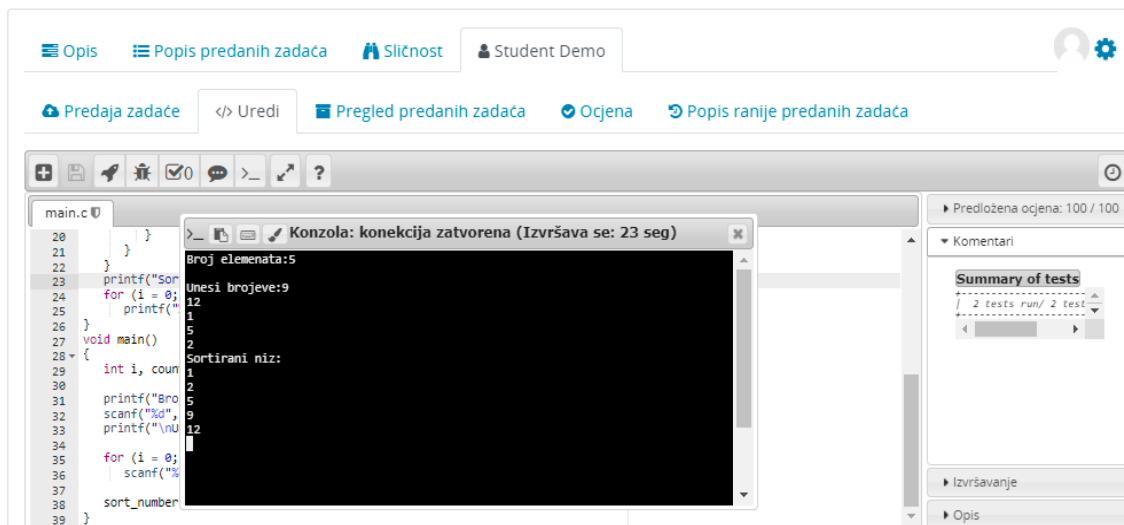 Opis Popis predanih zadaća Sličnost Student Demo
Predaja zadaće </> Uredi Pregled predanih zadaća Ocjena Popis ranije predanih zadaća
0 >_ ?
main.c
20 }
21 }
22 }
23 printf("Sor
24 for (i = 0;
25 printf("
26 }
27 void main()
28 {
29 int i, coun
30
31 printf("Bro
32 scanf("%d",
33 printf("\nU
34
35 for (i = 0;
36 scanf("%
37
38 sort_number
39 }
>_ Konzola: konekcija zatvorena (Izvršava se: 23 seg)
Broj elemenata:5
Unesi brojeve:9
12
1
5
2
Sortirani niz:
1
2
5
9
12
Predložena ocjena: 100 / 100
Komentari
Summary of tests
+----------------------
| 2 tests run/ 2 test
+----------------------
Izvršavanje
Opis